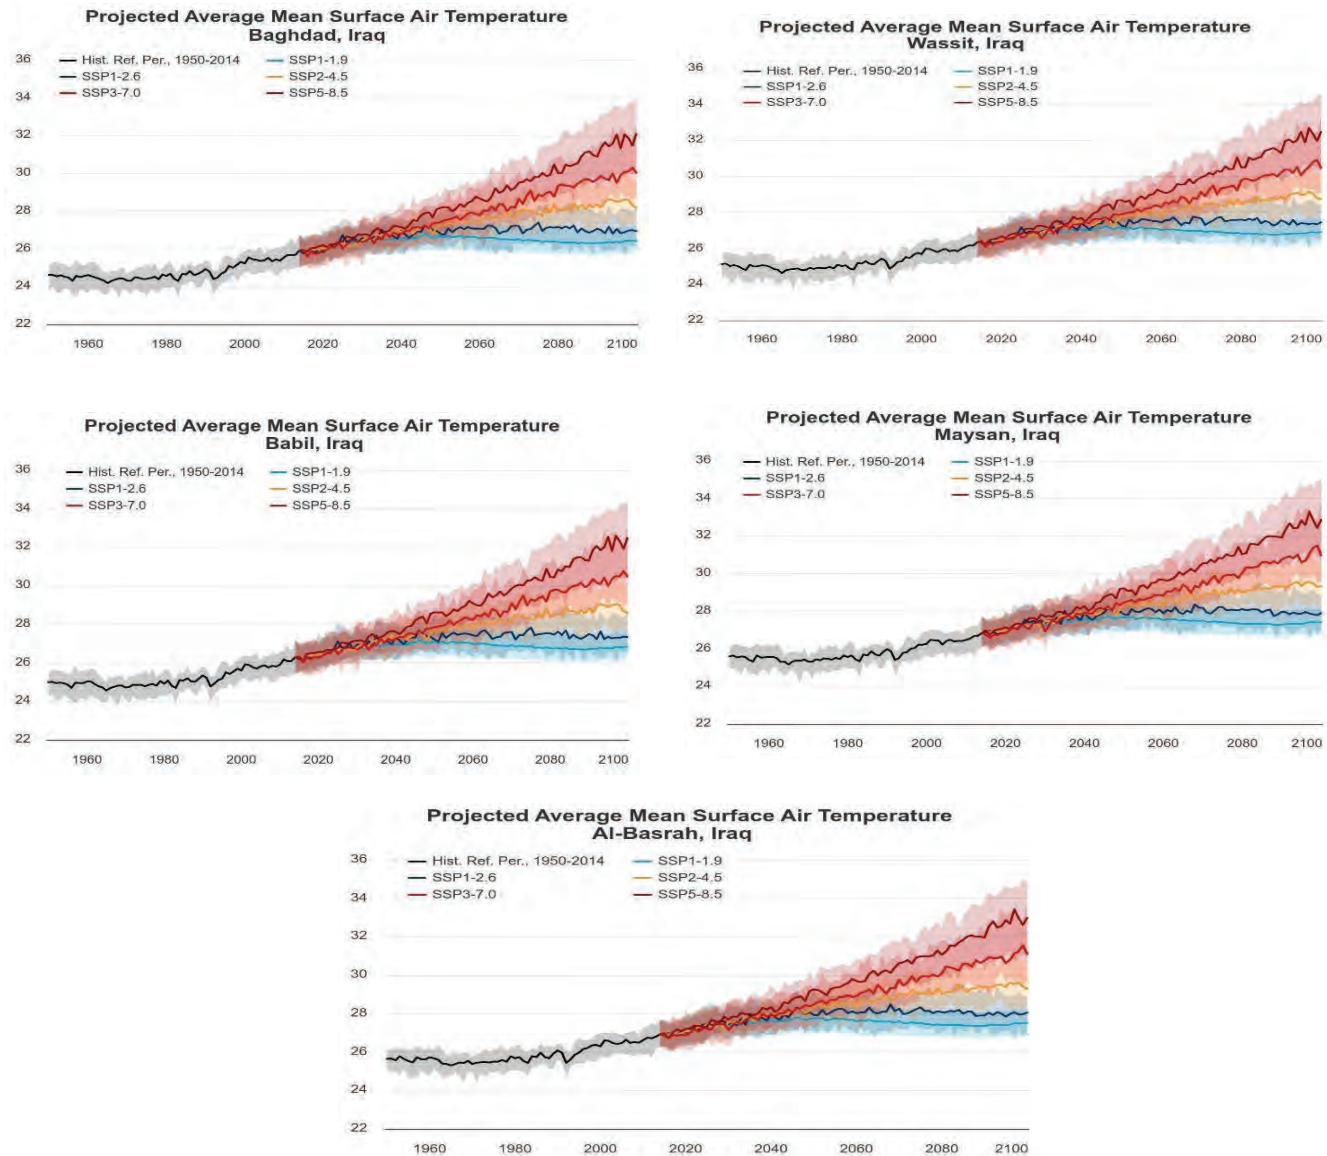 Projected Average Mean Surface Air Temperature
Baghdad, Iraq
36
34
32
30
28
26
24
22
Hist. Ref. Per., 1950-2014
SSP1-1.9
SSP1-2.6
SSP2-4.5
SSP3-7.0
SSP5-8.5
1960 1980 2000 2020 2040 2060 2080 2100
Projected Average Mean Surface Air Temperature
Wassit, Iraq
36
34
32
30
28
26
24
22
Hist. Ref. Per., 1950-2014
SSP1-1.9
SSP1-2.6
SSP2-4.5
SSP3-7.0
SSP5-8.5
1960 1980 2000 2020 2040 2060 2080 2100
Projected Average Mean Surface Air Temperature
Babil, Iraq
36
34
32
30
28
26
24
22
Hist. Ref. Per., 1950-2014
SSP1-1.9
SSP1-2.6
SSP2-4.5
SSP3-7.0
SSP5-8.5
1960 1980 2000 2020 2040 2060 2080 2100
Projected Average Mean Surface Air Temperature
Maysan, Iraq
36
34
32
30
28
26
24
22
Hist. Ref. Per., 1950-2014
SSP1-1.9
SSP1-2.6
SSP2-4.5
SSP3-7.0
SSP5-8.5
1960 1980 2000 2020 2040 2060 2080 2100
Projected Average Mean Surface Air Temperature
Al-Basrah, Iraq
36
34
32
30
28
26
24
22
Hist. Ref. Per., 1950-2014
SSP1-1.9
SSP1-2.6
SSP2-4.5
SSP3-7.0
SSP5-8.5
1960 1980 2000 2020 2040 2060 2080 2100